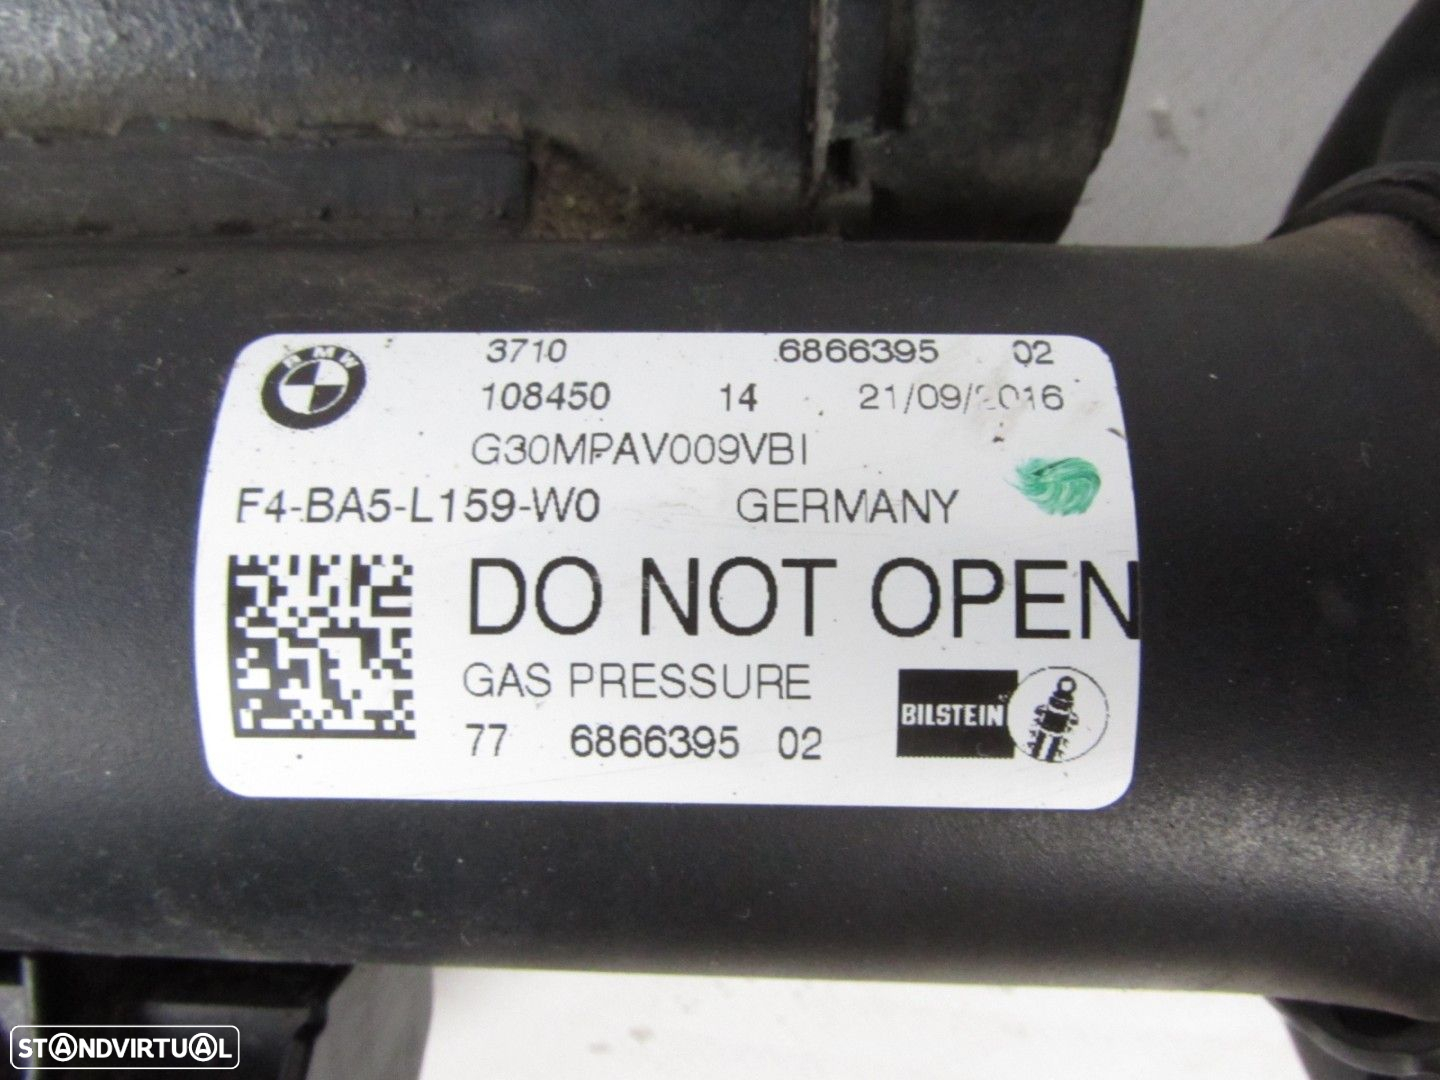 BMW
3710 6866395 02
108450 14 21/09/2016
G30MPAV009VBI
F4-BA5-L159-W0 GERMANY
DO NOT OPEN
GAS PRESSURE
77 6866395 02
BILSTEIN
STANDVIRTUAL